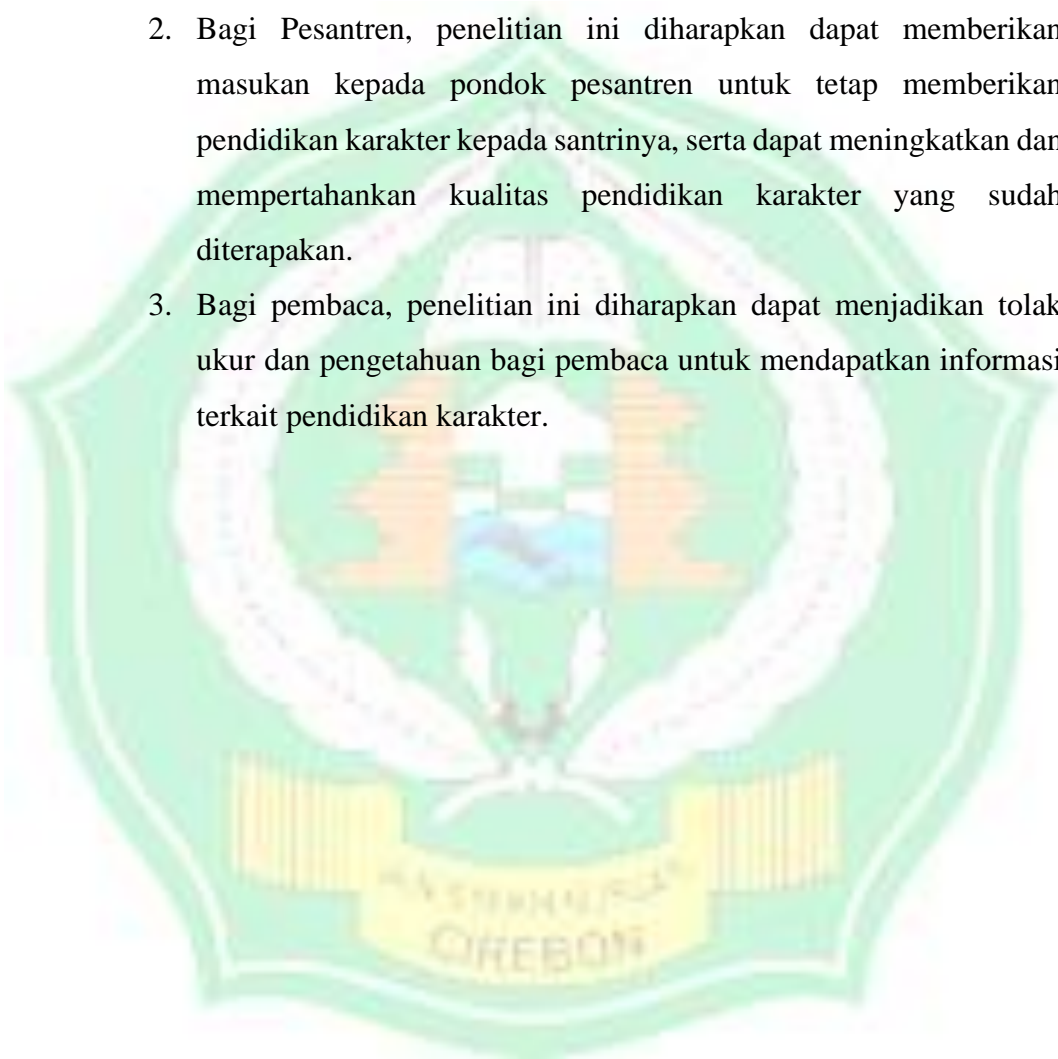 2. Bagi Pesantren, penelitian ini diharapkan dapat memberikan
masukan kepada pondok pesantren untuk tetap memberikan
pendidikan karakter kepada santrinya, serta dapat meningkatkan dan
mempertahankan kualitas pendidikan karakter yang sudah
diterapakan.
3. Bagi pembaca, penelitian ini diharapkan dapat menjadikan tolak
ukur dan pengetahuan bagi pembaca untuk mendapatkan informasi
terkait pendidikan karakter.
CIREBON